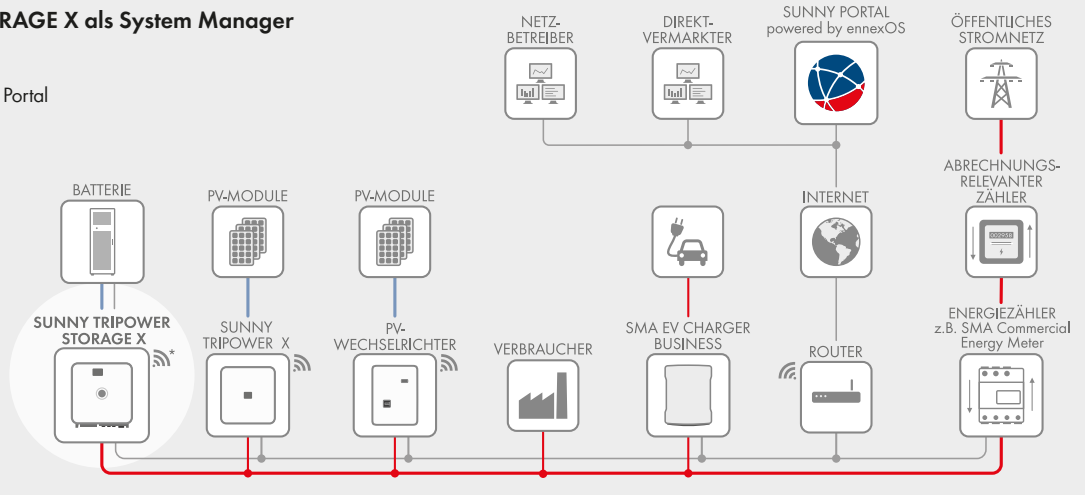 RAGE X als System Manager
Portal
NETZ-
BETREIBER
DIREKT-
VERMARKTER
SUNNY PORTAL
powered by ennexOS
ÖFFENTLICHES
STROMNETZ
BATTERIE
PV-MODULE
PV-MODULE
INTERNET
ABRECHNUNGS-
RELEVANTER
ZÄHLER
SUNNY TRIPOWER
STORAGE X
*
SUNNY
TRIPOWER X
PV-
WECHSELRICHTER
VERBRAUCHER
SMA EV CHARGER
BUSINESS
ROUTER
ENERGIEZÄHLER
z.B. SMA Commercial
Energy Meter